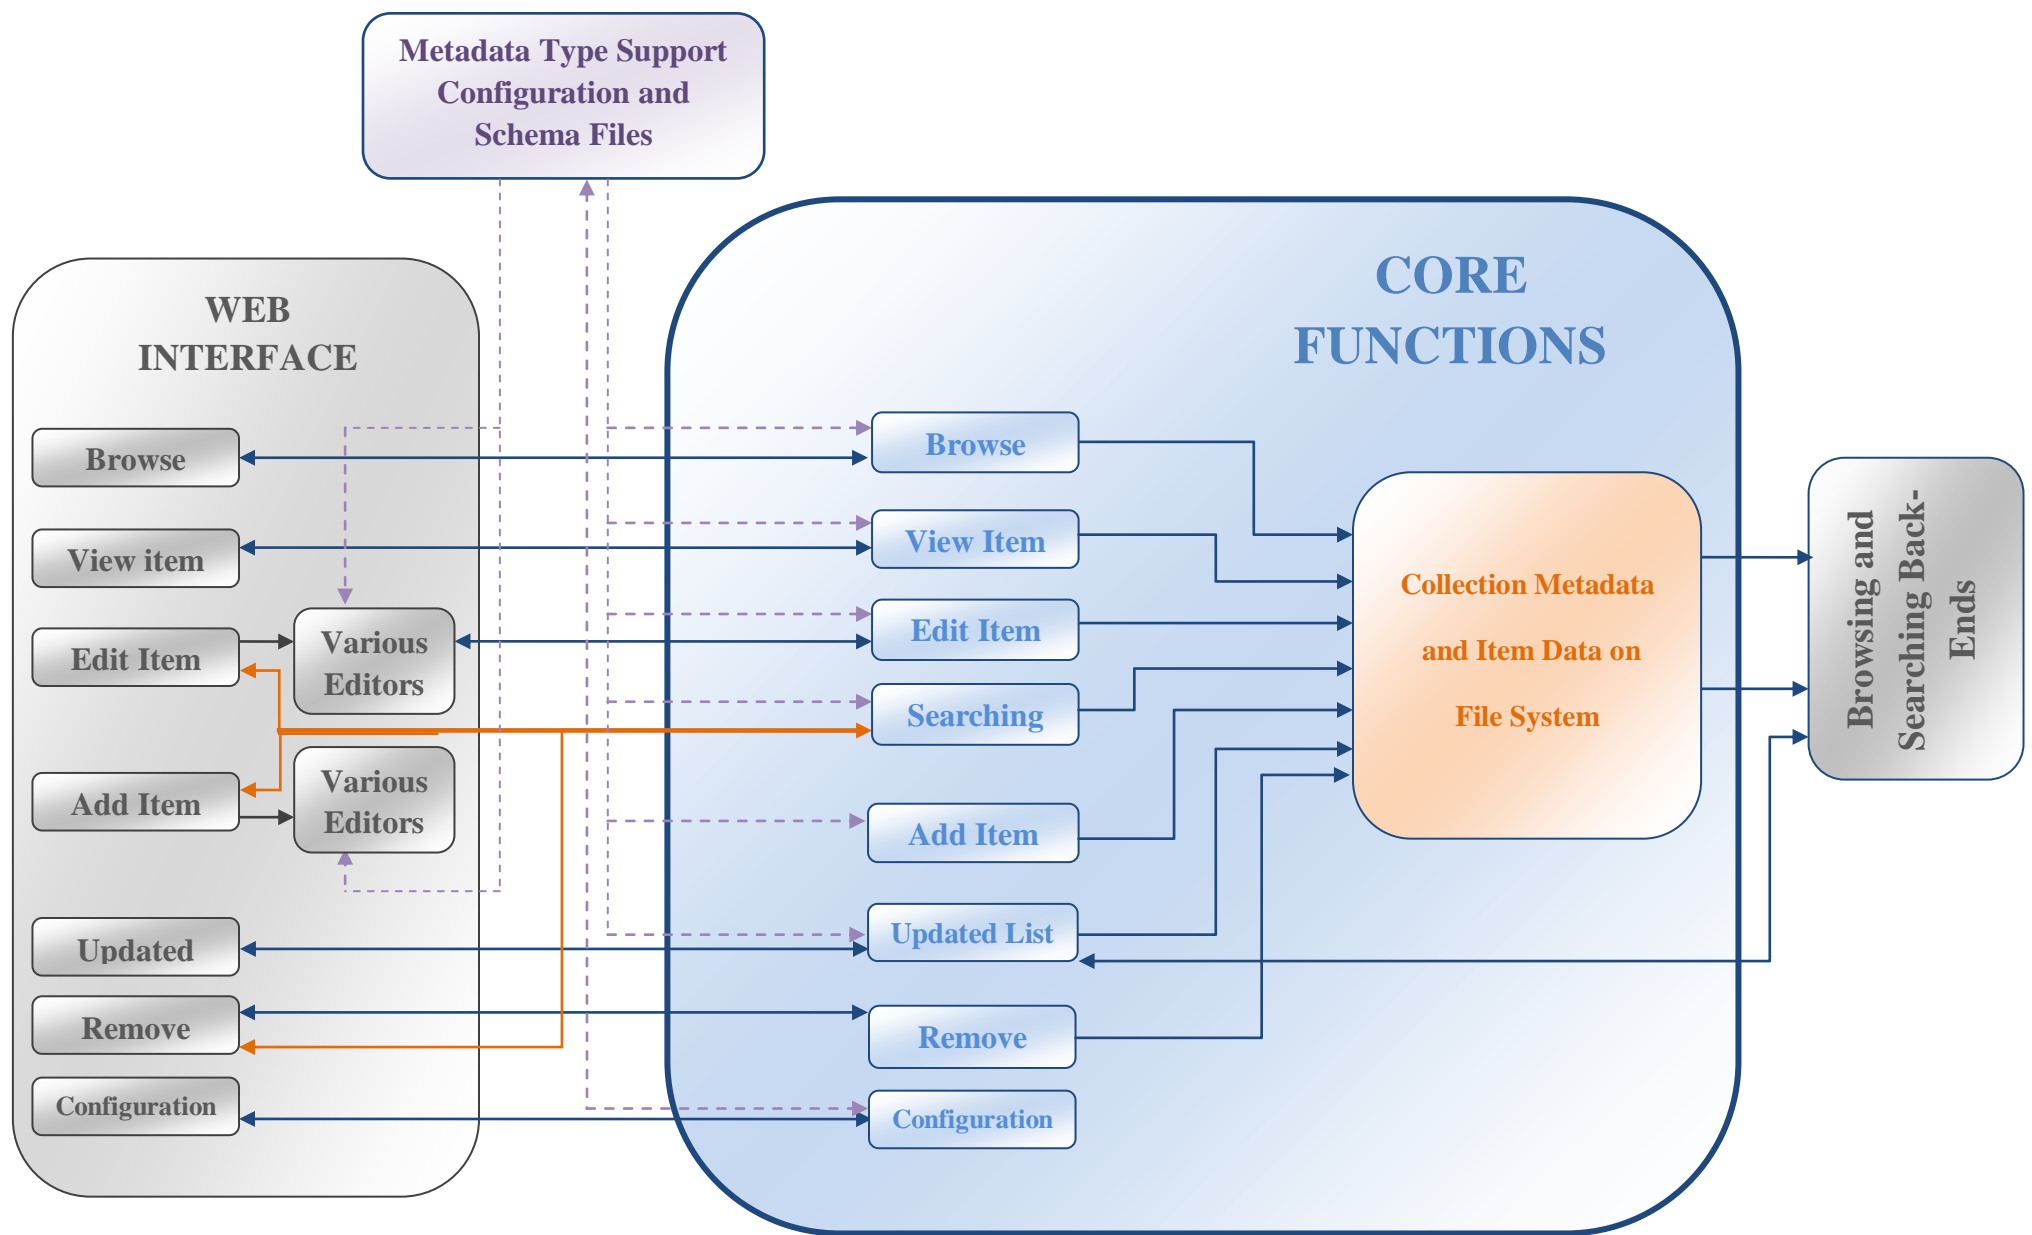 Metadata Type Support
Configuration and
Schema Files
WEB
INTERFACE
Browse
View item
Edit Item
Various
Editors
Add Item
Various
Editors
Updated
Remove
Configuration
CORE
FUNCTIONS
Browse
View Item
Edit Item
Searching
Add Item
Updated List
Remove
Configuration
Collection Metadata
and Item Data on
File System
Browsing and
Searching Back-
Ends